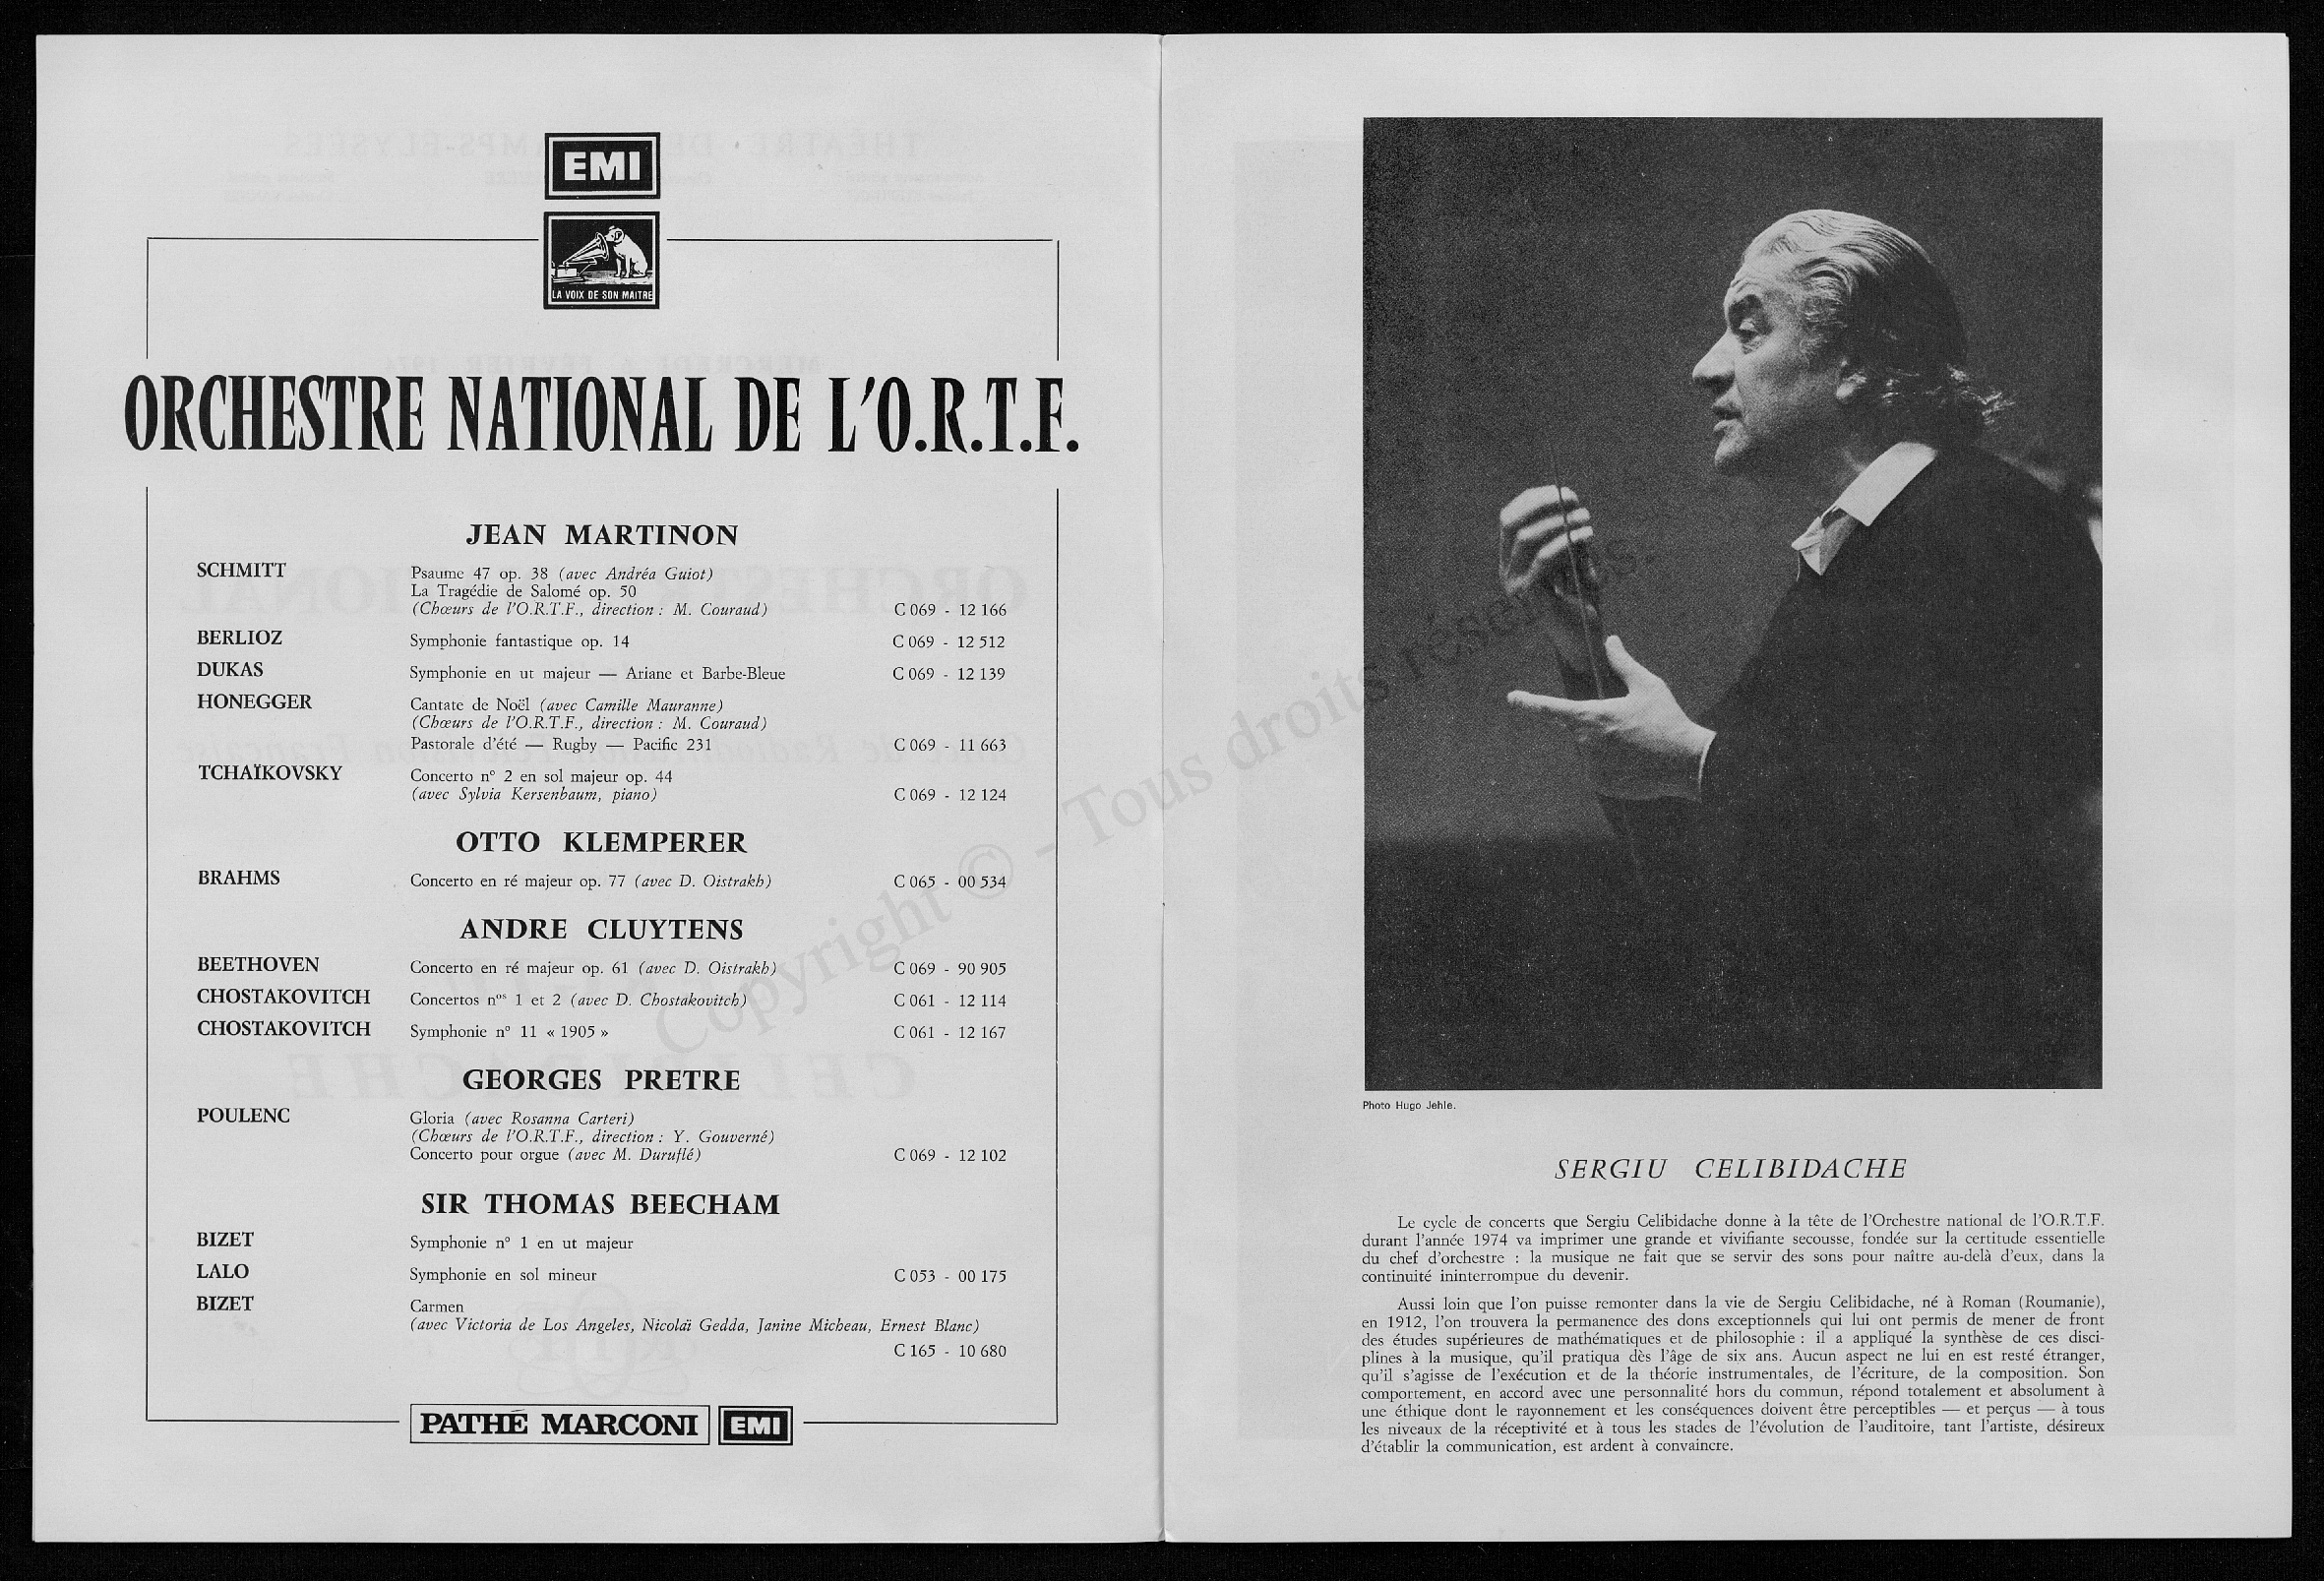 EMI
LA VOIX DE SON MAITRE
ORCHESTRE NATIONAL DE L'O.R.T.F.
JEAN MARTINON
SCHMITT Psaume 47 op. 38 (avec Andréa Guiot)
La Tragédie de Salomé op. 50
(Chœurs de l'O.R.T.F., direction : M. Couraud) C 069 - 12 166
BERLIOZ Symphonie fantastique op. 14 C 069 - 12 512
DUKAS Symphonie en ut majeur — Ariane et Barbe-Bleue C 069 - 12 139
HONEGGER Cantate de Noël (avec Camille Mauranne)
(Chœurs de l'O.R.T.F., direction : M. Couraud)
Pastorale d'été — Rugby — Pacific 231 C 069 - 11 663
TCHAÏKOVSKY Concerto n° 2 en sol majeur op. 44
(avec Sylvia Kersenbaum, piano) C 069 - 12 124
OTTO KLEMPERER
BRAHMS Concerto en ré majeur op. 77 (avec D. Oistrakh) C 065 - 00 534
ANDRE CLUYTENS
BEETHOVEN Concerto en ré majeur op. 61 (avec D. Oistrakh) C 069 - 90 905
CHOSTAKOVITCH Concertos nos 1 et 2 (avec D. Chostakovitch) C 061 - 12 114
CHOSTAKOVITCH Symphonie n° 11 « 1905 » C 061 - 12 167
GEORGES PRETRE
POULENC Gloria (avec Rosanna Carteri)
(Chœurs de l'O.R.T.F., direction : Y. Gouverné)
Concerto pour orgue (avec M. Duruflé) C 069 - 12 102
SIR THOMAS BEECHAM
BIZET Symphonie n° 1 en ut majeur
LALO Symphonie en sol mineur C 053 - 00 175
BIZET Carmen
(avec Victoria de Los Angeles, Nicolaï Gedda, Janine Micheau, Ernest Blanc)
C 165 - 10 680
PATHÉ MARCONI EMI
Copyright © - Tous droits réservés.
Photo Hugo Jehle.
SERGIU CELIBIDACHE
Le cycle de concerts que Sergiu Celibidache donne à la tête de l'Orchestre national de l'O.R.T.F.
durant l'année 1974 va imprimer une grande et vivifiante secousse, fondée sur la certitude essentielle
du chef d'orchestre : la musique ne fait que se servir des sons pour naître au-delà d'eux, dans la
continuité ininterrompue du devenir.
Aussi loin que l'on puisse remonter dans la vie de Sergiu Celibidache, né à Roman (Roumanie),
en 1912, l'on trouvera la permanence des dons exceptionnels qui lui ont permis de mener de front
des études supérieures de mathématiques et de philosophie : il a appliqué la synthèse de ces disci-
plines à la musique, qu'il pratiqua dès l'âge de six ans. Aucun aspect ne lui en est resté étranger,
qu'il s'agisse de l'exécution et de la théorie instrumentales, de l'écriture, de la composition. Son
comportement, en accord avec une personnalité hors du commun, répond totalement et absolument à
une éthique dont le rayonnement et les conséquences doivent être perceptibles — et perçus — à tous
les niveaux de la réceptivité et à tous les stades de l'évolution de l'auditoire, tant l'artiste, désireux
d'établir la communication, est ardent à convaincre.